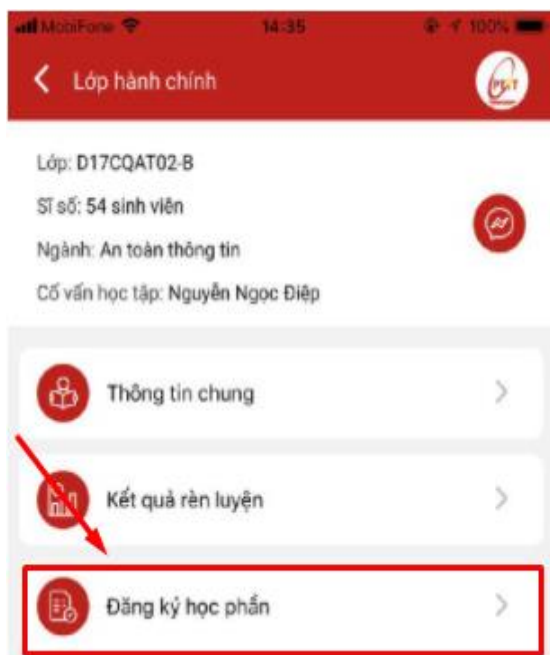 MobiFone 14:35 100%
Lớp hành chính
PTIT
Lớp: D17CQAT02-B
Sĩ số: 54 sinh viên
Ngành: An toàn thông tin
Cố vấn học tập: Nguyễn Ngọc Điệp
Thông tin chung
Kết quả rèn luyện
Đăng ký học phần